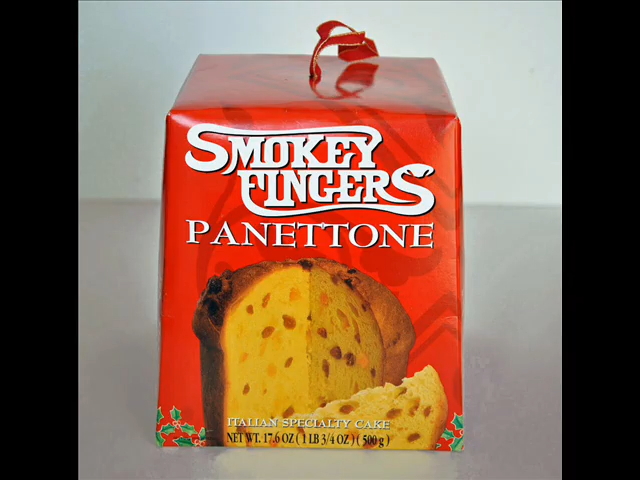 SMOKEY
FINGERS
PANETTONE
ITALIAN SPECIALTY CAKE
NET WT. 17.6 OZ ( 1 LB 3/4 OZ ) ( 500 g )